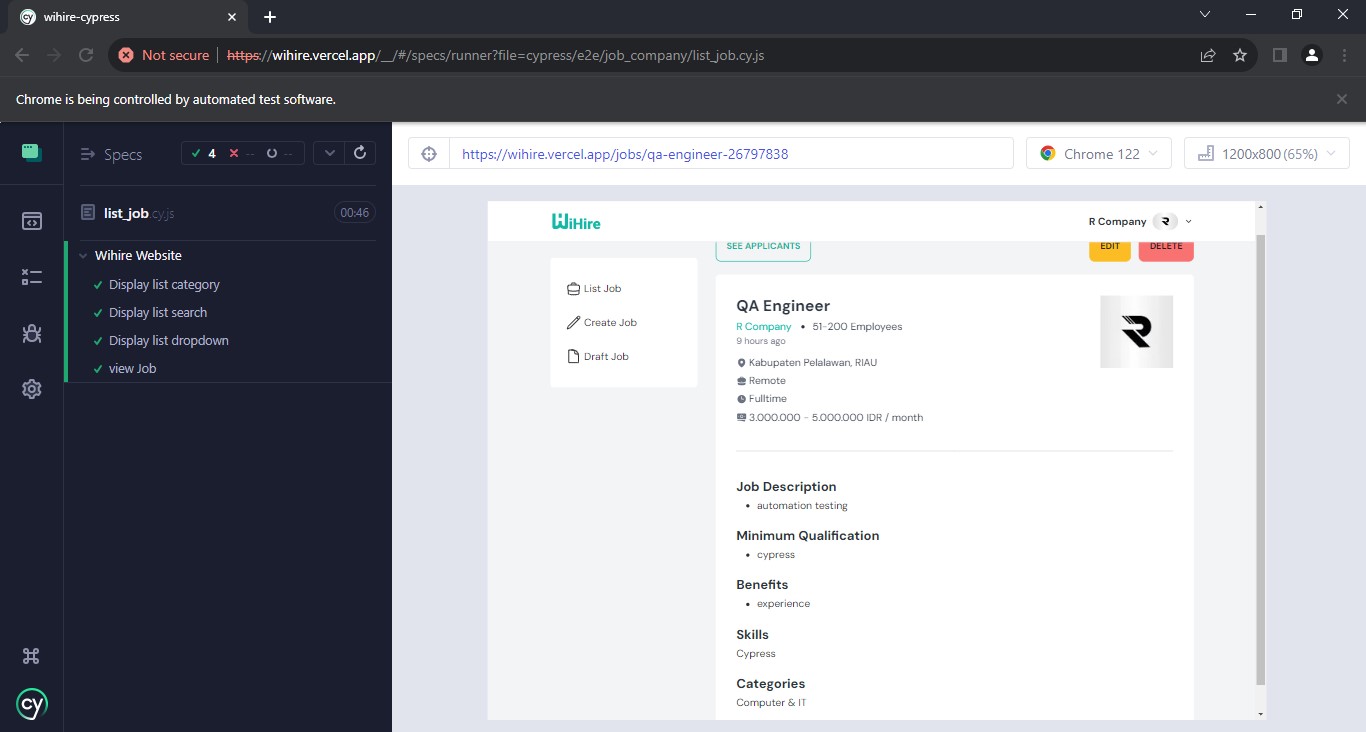 wihire-cypress
Not secure https://wihire.vercel.app/__/#/specs/runner?file=cypress/e2e/job_company/list_job.cy.js
Chrome is being controlled by automated test software.
Specs
4 -- --
list_job.cy.js 00:46
Wihire Website
Display list category
Display list search
Display list dropdown
view Job
cy
https://wihire.vercel.app/jobs/qa-engineer-26797838
Chrome 122
1200x800 (65%)
WiHire
R Company
SEE APPLICANTS
EDIT
DELETE
List Job
Create Job
Draft Job
QA Engineer
R Company • 51-200 Employees
9 hours ago
Kabupaten Pelalawan, RIAU
Remote
Fulltime
3.000.000 - 5.000.000 IDR / month
Job Description
• automation testing
Minimum Qualification
• cypress
Benefits
• experience
Skills
Cypress
Categories
Computer & IT